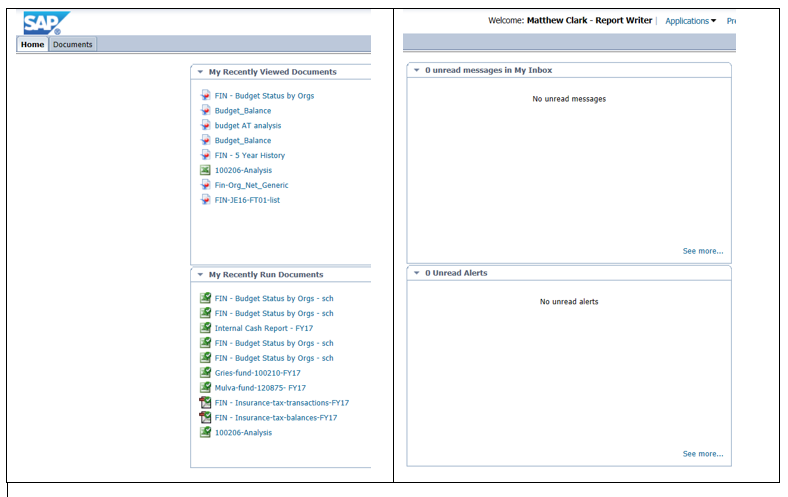 SAP
Home Documents
My Recently Viewed Documents
FIN - Budget Status by Orgs
Budget_Balance
budget AT analysis
Budget_Balance
FIN - 5 Year History
100206-Analysis
Fin-Org_Net_Generic
FIN-JE16-FT01-list
My Recently Run Documents
FIN - Budget Status by Orgs - sch
FIN - Budget Status by Orgs - sch
Internal Cash Report - FY17
FIN - Budget Status by Orgs - sch
FIN - Budget Status by Orgs - sch
Gries-fund-100210-FY17
Mulva-fund-120875- FY17
FIN - Insurance-tax-transactions-FY17
FIN - Insurance-tax-balances-FY17
100206-Analysis
Welcome: Matthew Clark - Report Writer | Applications Pr
0 unread messages in My Inbox
No unread messages
See more...
0 Unread Alerts
No unread alerts
See more...